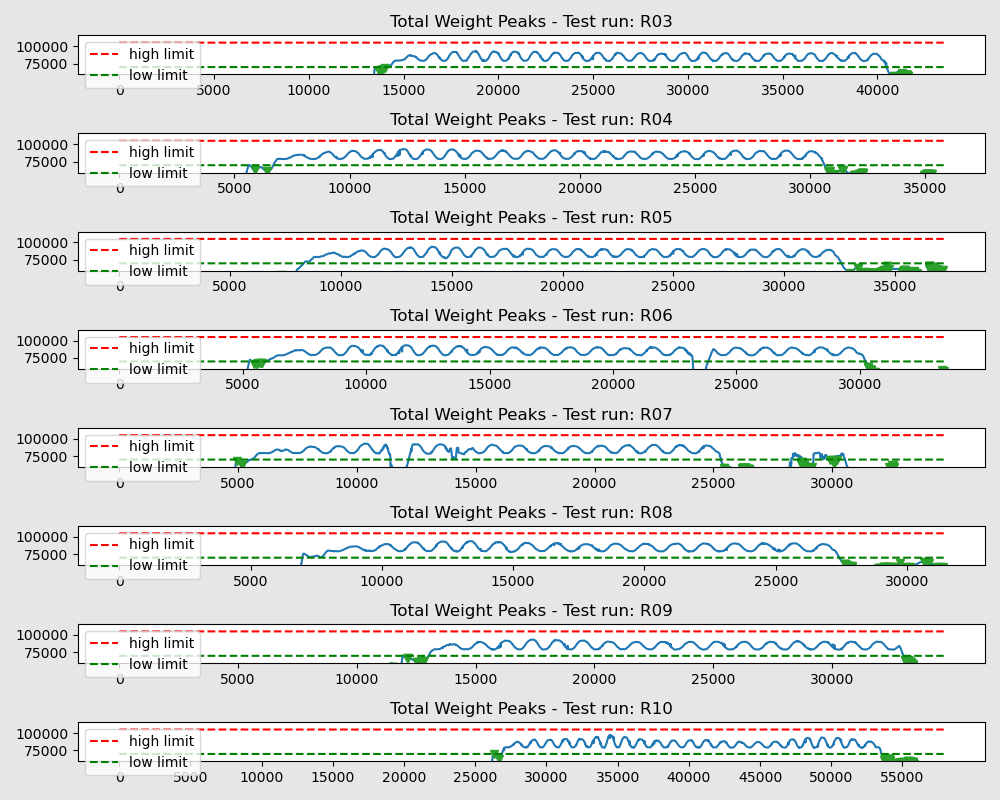 Total Weight Peaks - Test run: R03
100000
75000
high limit
low limit
0 5000 10000 15000 20000 25000 30000 35000 40000
Total Weight Peaks - Test run: R04
100000
75000
high limit
low limit
0 5000 10000 15000 20000 25000 30000 35000
Total Weight Peaks - Test run: R05
100000
75000
high limit
low limit
0 5000 10000 15000 20000 25000 30000 35000
Total Weight Peaks - Test run: R06
100000
75000
high limit
low limit
0 5000 10000 15000 20000 25000 30000
Total Weight Peaks - Test run: R07
100000
75000
high limit
low limit
0 5000 10000 15000 20000 25000 30000
Total Weight Peaks - Test run: R08
100000
75000
high limit
low limit
0 5000 10000 15000 20000 25000 30000
Total Weight Peaks - Test run: R09
100000
75000
high limit
low limit
0 5000 10000 15000 20000 25000 30000
Total Weight Peaks - Test run: R10
100000
75000
high limit
low limit
0 5000 10000 15000 20000 25000 30000 35000 40000 45000 50000 55000